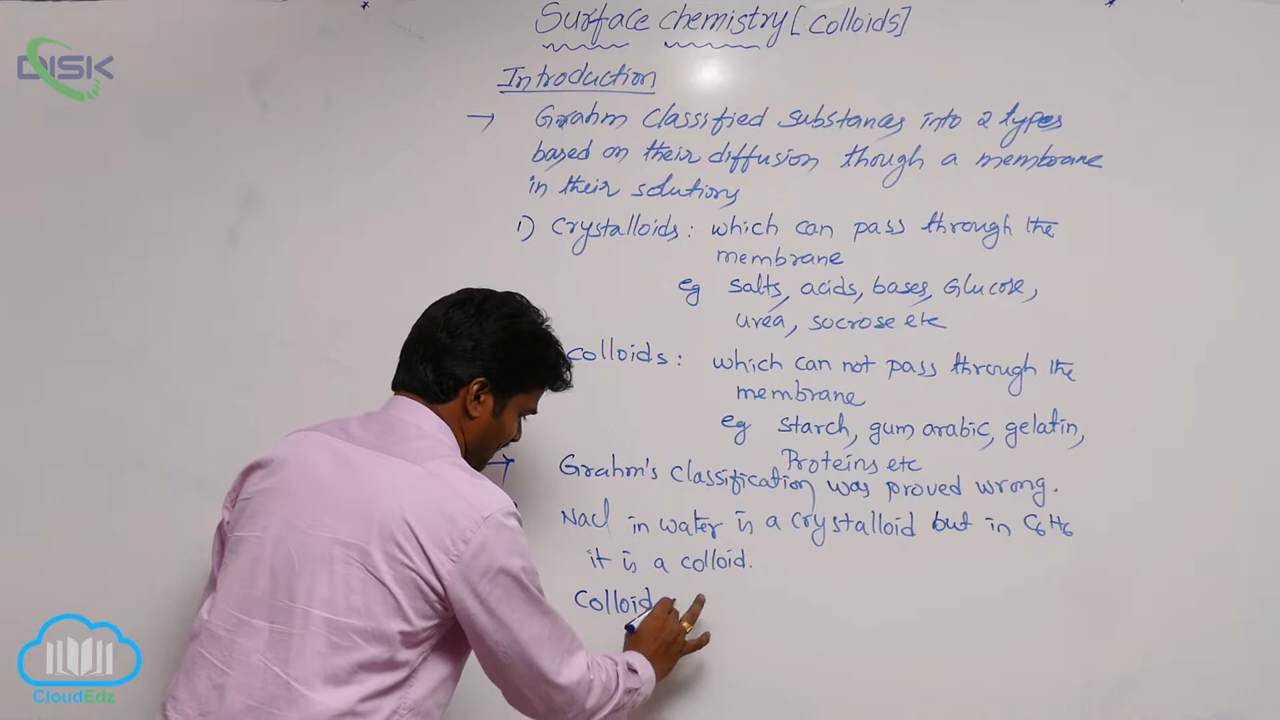 Surface chemistry [Colloids]
DISK
Introduction
→ Grahm classified substances into 2 types
based on their diffusion though a membrane
in their solutions
1) Crystalloids : which can pass through the
membrane
eg salts, acids, bases, Glucose,
urea, socrose etc
colloids : which can not pass through the
membrane
eg starch, gum arabic, gelatin,
Proteins etc
→ Grahm's classification was proved wrong.
Nacl in water is a crystalloid but in C6H6
it is a colloid.
Colloid
CloudEdz